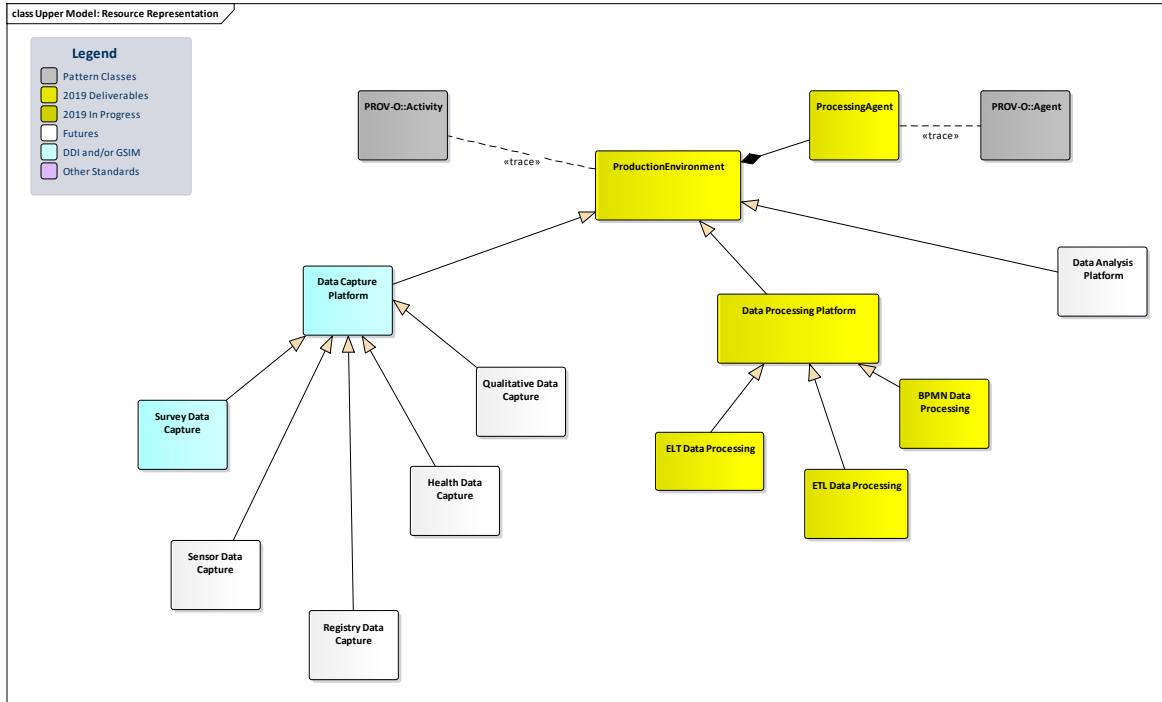 class Upper Model: Resource Representation
Legend
Pattern Classes
2019 Deliverables
2019 In Progress
Futures
DDI and/or GSIM
Other Standards
PROV-O::Activity
ProcessingAgent
PROV-O::Agent
«trace»
«trace»
ProductionEnvironment
Data Analysis
Platform
Data Capture
Platform
Data Processing Platform
Qualitative Data
Capture
BPMN Data
Processing
Survey Data
Capture
ELT Data Processing
Health Data
Capture
ETL Data Processing
Sensor Data
Capture
Registry Data
Capture